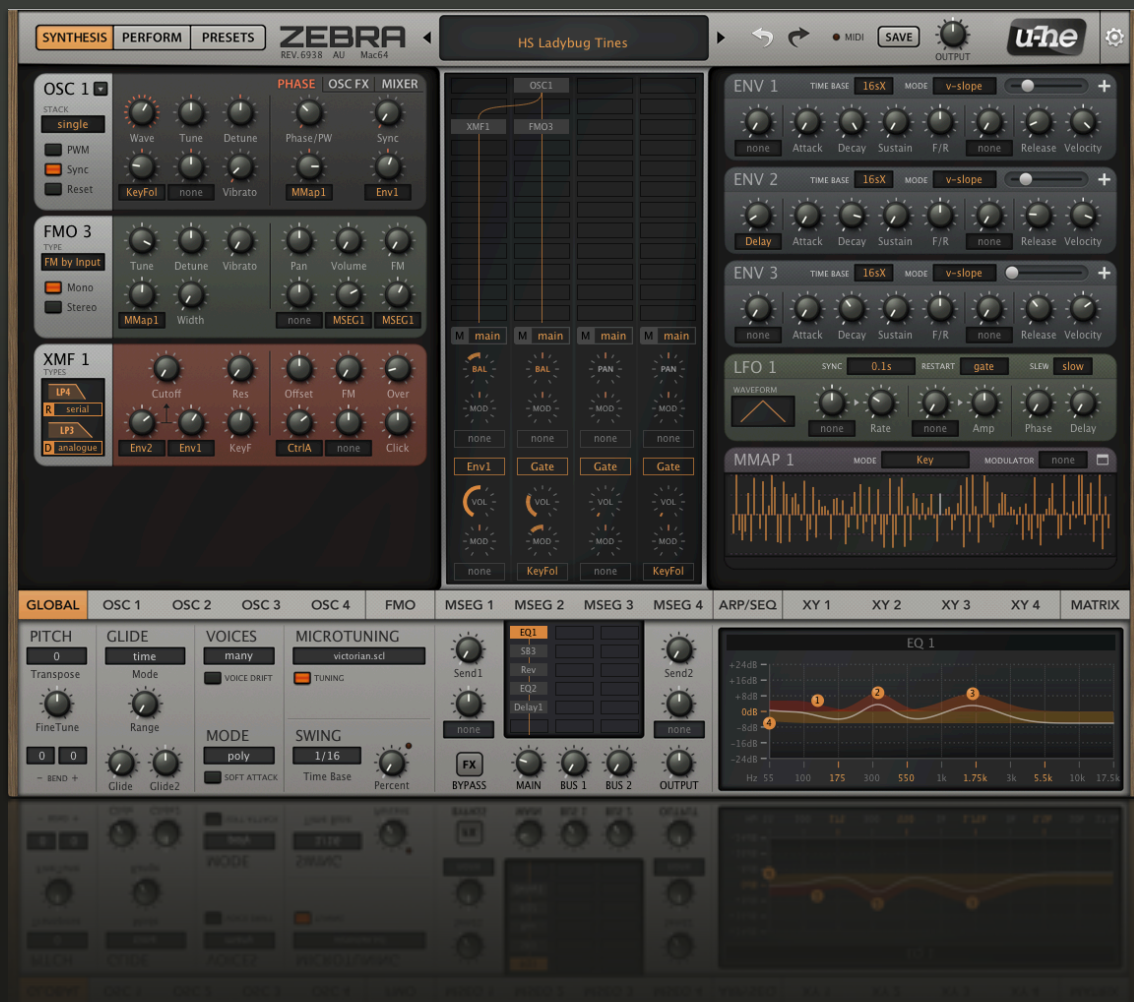 SYNTHESIS PERFORM PRESETS ZEBRA HS Ladybug Tines MIDI SAVE OUTPUT u-he
REV. 6938 AU Mac64
OSC 1 PHASE OSC FX MIXER
STACK
single
Wave Tune Detune Phase/PW Sync
PWM
Sync
Reset
KeyFol none Vibrato MMap1 Env1
FMO 3
TYPE
FM by Input
Tune Detune Vibrato Pan Volume FM
Mono
Stereo
MMap1 Width none MSEG1 MSEG1
XMF 1
TYPES
LP4
R serial
LP3
D analogue
Cutoff Res Offset FM Over
Env2 Env1 KeyF CtrlA none Click
OSC1
XMF1 FMO3
M main M main M main M main
BAL BAL PAN PAN
MOD MOD MOD MOD
none none none none
Env1 Gate Gate Gate
VOL VOL VOL VOL
MOD MOD MOD MOD
none KeyFol none KeyFol
ENV 1 TIME BASE 16sX MODE v-slope +
none Attack Decay Sustain F/R none Release Velocity
ENV 2 TIME BASE 16sX MODE v-slope +
Delay Attack Decay Sustain F/R none Release Velocity
ENV 3 TIME BASE 16sX MODE v-slope +
none Attack Decay Sustain F/R none Release Velocity
LFO 1 SYNC 0.1s RESTART gate SLEW slow
WAVEFORM
none Rate none Amp Phase Delay
MMAP 1 MODE Key MODULATOR none
GLOBAL OSC 1 OSC 2 OSC 3 OSC 4 FMO MSEG 1 MSEG 2 MSEG 3 MSEG 4 ARP/SEQ XY 1 XY 2 XY 3 XY 4 MATRIX
PITCH
0
Transpose
FineTune
0 0
- BEND +
GLIDE
time
Mode
Range
Glide Glide2
VOICES
many
VOICE DRIFT
MODE
poly
SOFT ATTACK
MICROTUNING
victorian.scl
TUNING
SWING
1/16
Time Base Percent
Send1
none
FX
BYPASS
EQ1
SB3
Rev
EQ2
Delay1
MAIN BUS 1 BUS 2
Send2
none
OUTPUT
EQ 1
+24dB
+16dB
+8dB
0dB
-8dB
-16dB
-24dB
1 2 3 4
Hz 55 100 175 300 550 1k 1.75k 3k 5.5k 10k 17.5k